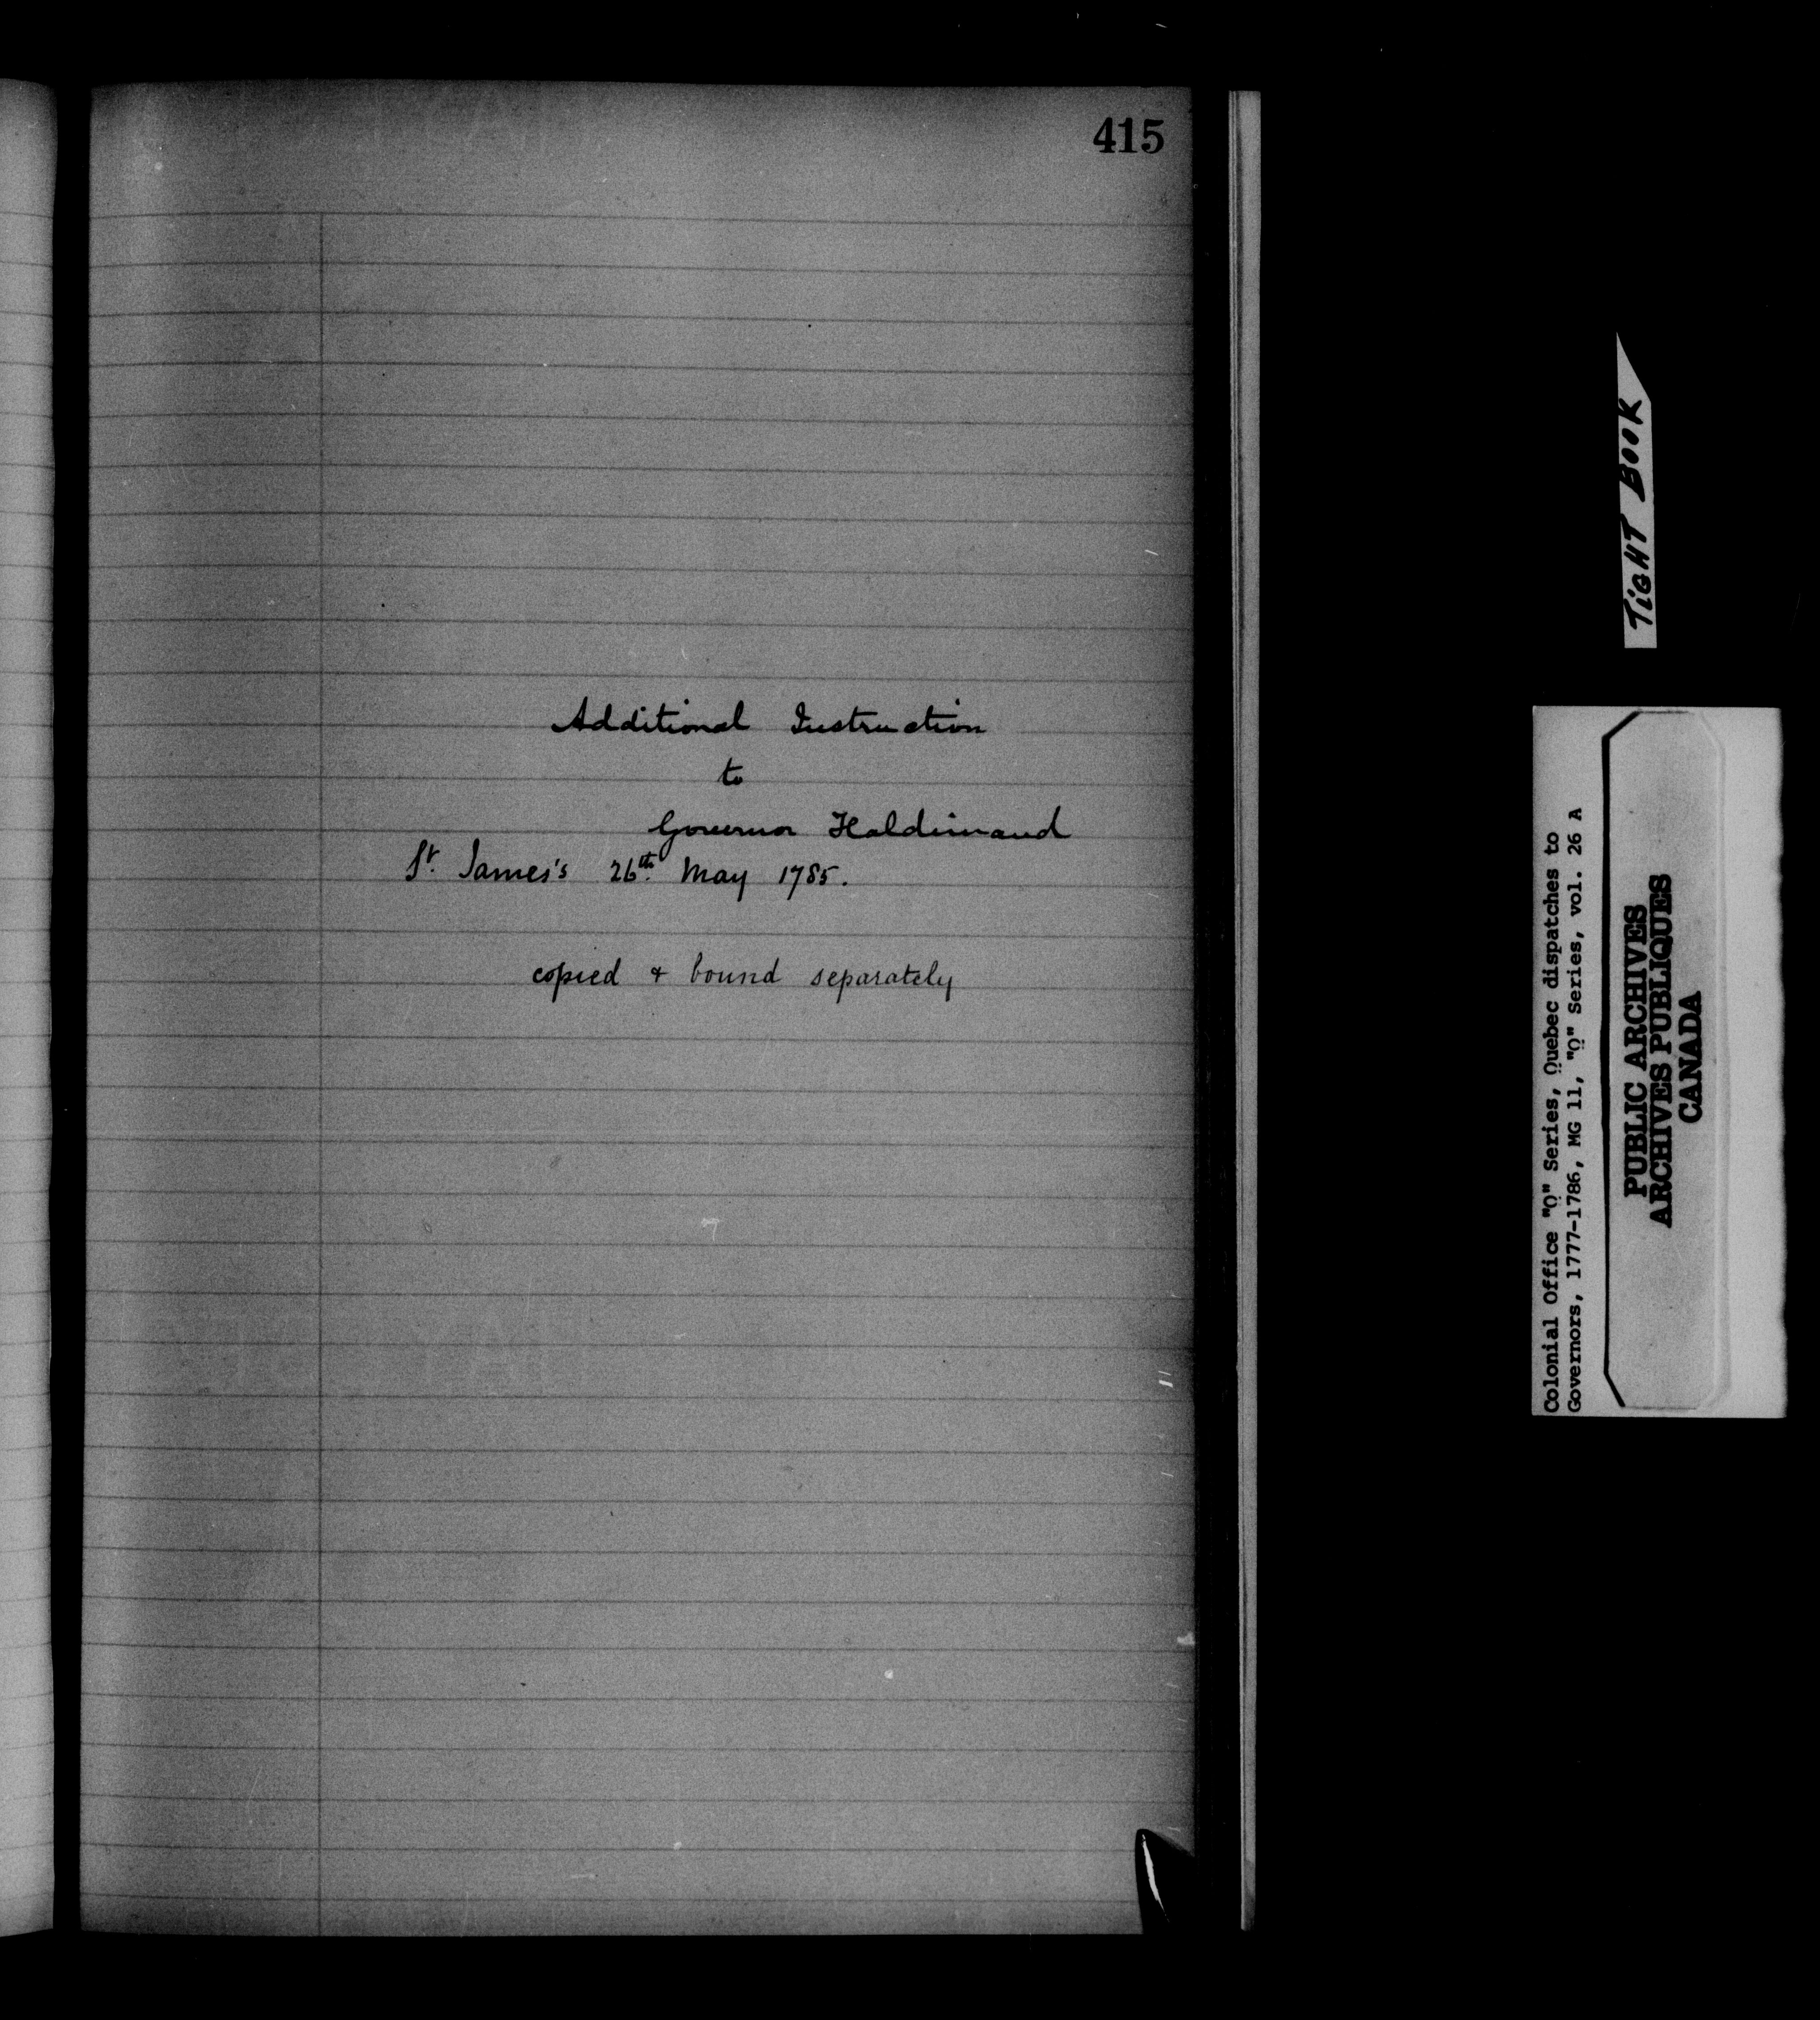 415
Additional Instruction
to
Governor Haldimand
St. James's 26th. May 1785.
copied & bound separately
TIGHT BOOK
Colonial Office "Q" Series, Quebec dispatches to
Governors, 1777-1786, MG 11, "Q" Series, vol. 26 A
PUBLIC ARCHIVES
ARCHIVES PUBLIQUES
CANADA